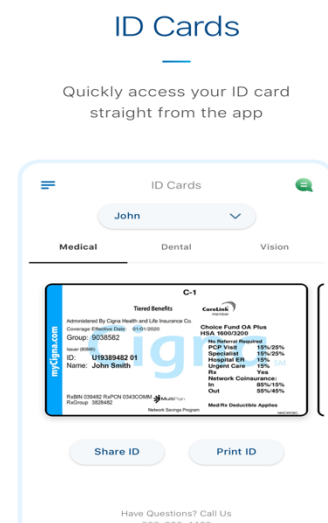 ID Cards
Quickly access your ID card
straight from the app
ID Cards
John
Medical Dental Vision
C-1
Tiered Benefits
CareLink
Administered By Cigna Health and Life Insurance Co.
Coverage Effective Date: 01/01/2020
Group: 9038582
Issuer (80840)
ID: U19389482 01
Name: John Smith
RxBIN 039482 RxPCN 0343COMM MultiPlan
RxGroup 3828482
Network Savings Program
myCigna.com
Cigna
Choice Fund OA Plus
HSA 1600/3200
No Referral Required
PCP Visit 15%/25%
Specialist 15%/25%
Hospital ER 15%
Urgent Care 15%
Rx Yes
Network Coinsurance:
In 85%/15%
Out 55%/45%
Med/Rx Deductible Applies
Share ID Print ID
Have Questions? Call Us